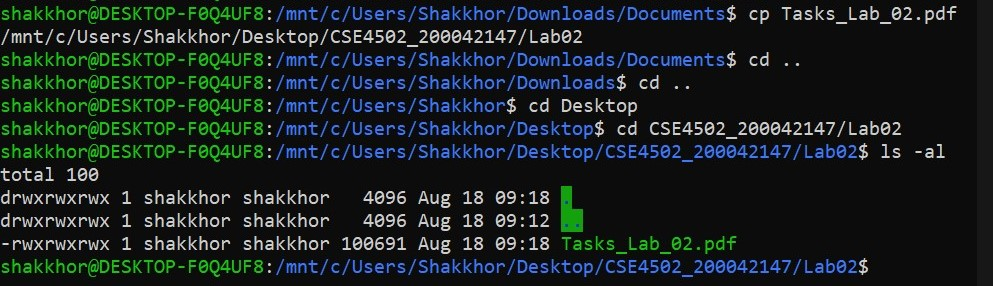 shakkhor@DESKTOP-F0Q4UF8:/mnt/c/Users/Shakkhor/Downloads/Documents$ cp Tasks_Lab_02.pdf
/mnt/c/Users/Shakkhor/Desktop/CSE4502_200042147/Lab02
shakkhor@DESKTOP-F0Q4UF8:/mnt/c/Users/Shakkhor/Downloads/Documents$ cd ..
shakkhor@DESKTOP-F0Q4UF8:/mnt/c/Users/Shakkhor/Downloads$ cd ..
shakkhor@DESKTOP-F0Q4UF8:/mnt/c/Users/Shakkhor$ cd Desktop
shakkhor@DESKTOP-F0Q4UF8:/mnt/c/Users/Shakkhor/Desktop$ cd CSE4502_200042147/Lab02
shakkhor@DESKTOP-F0Q4UF8:/mnt/c/Users/Shakkhor/Desktop/CSE4502_200042147/Lab02$ ls -al
total 100
drwxrwxrwx 1 shakkhor shakkhor   4096 Aug 18 09:18 .
drwxrwxrwx 1 shakkhor shakkhor   4096 Aug 18 09:12 ..
-rwxrwxrwx 1 shakkhor shakkhor 100691 Aug 18 09:18 Tasks_Lab_02.pdf
shakkhor@DESKTOP-F0Q4UF8:/mnt/c/Users/Shakkhor/Desktop/CSE4502_200042147/Lab02$